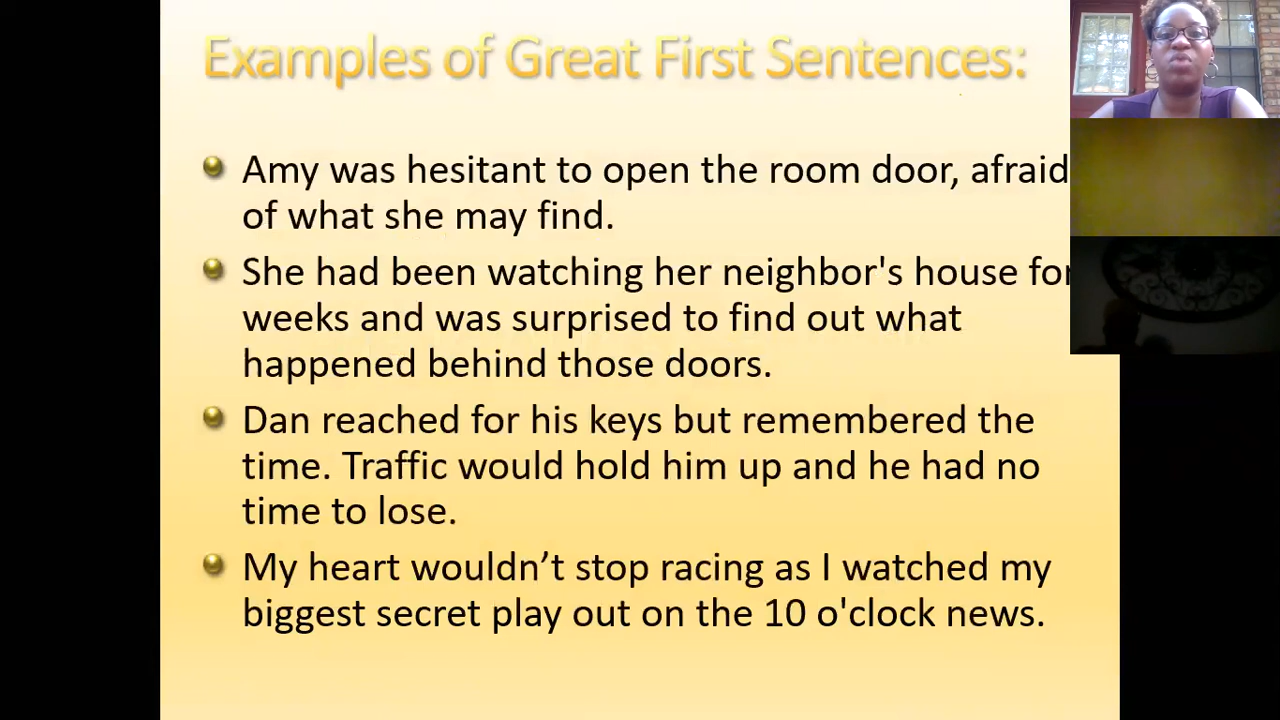 Examples of Great First Sentences:
Amy was hesitant to open the room door, afraid
of what she may find.
She had been watching her neighbor's house for
weeks and was surprised to find out what
happened behind those doors.
Dan reached for his keys but remembered the
time. Traffic would hold him up and he had no
time to lose.
My heart wouldn’t stop racing as I watched my
biggest secret play out on the 10 o'clock news.